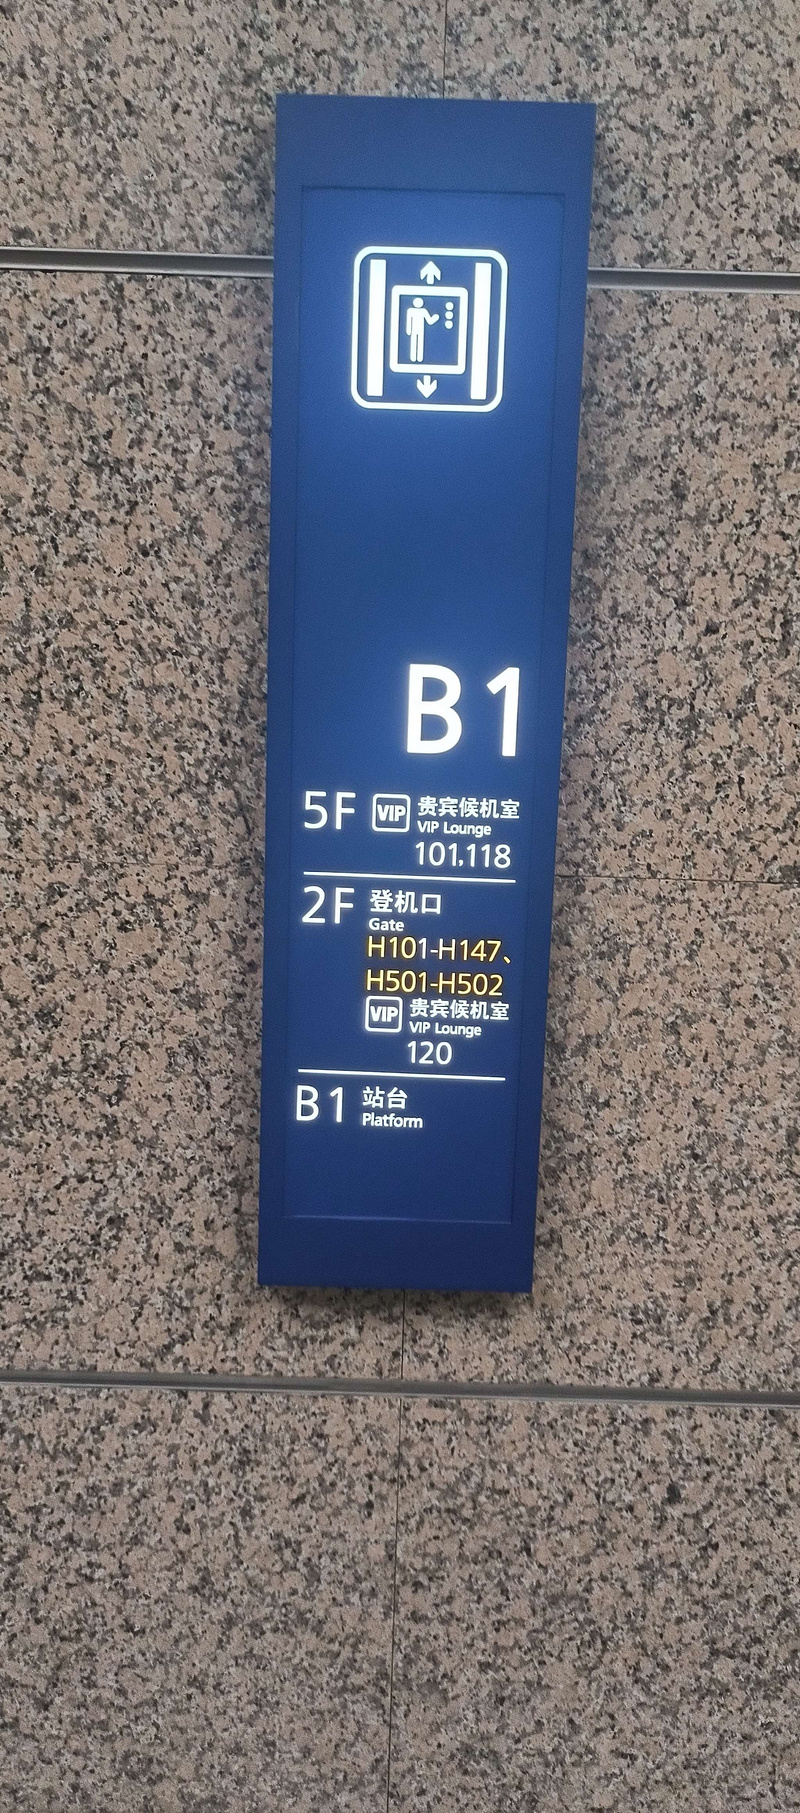 B1
5F VIP 贵宾候机室
VIP Lounge
101,118
2F 登机口
Gate
H101-H147、
H501-H502
VIP 贵宾候机室
VIP Lounge
120
B1 站台
Platform